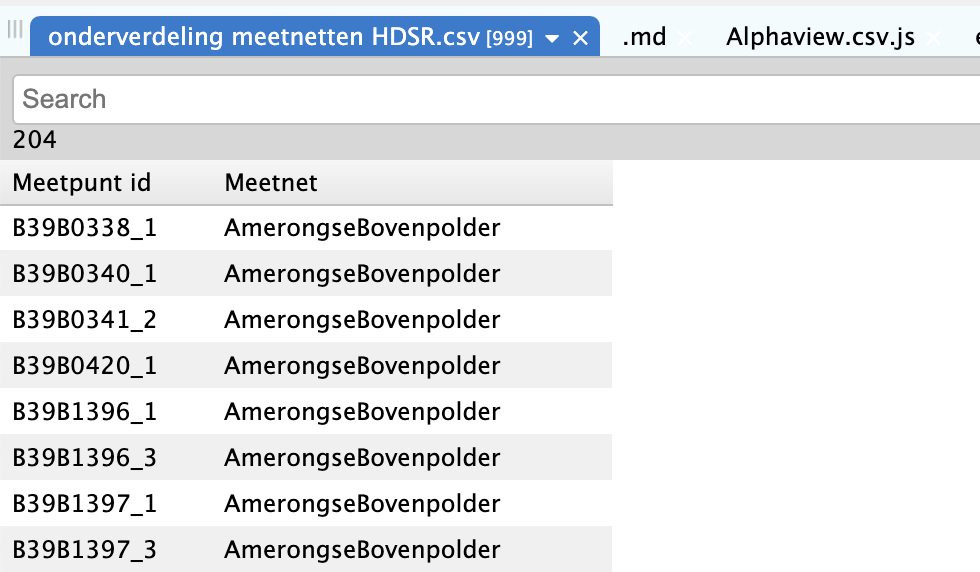 onderverdeling meetnetten HDSR.csv [999] .md Alphaview.csv.js
Search
204
Meetpunt id Meetnet
B39B0338_1 AmerongseBovenpolder
B39B0340_1 AmerongseBovenpolder
B39B0341_2 AmerongseBovenpolder
B39B0420_1 AmerongseBovenpolder
B39B1396_1 AmerongseBovenpolder
B39B1396_3 AmerongseBovenpolder
B39B1397_1 AmerongseBovenpolder
B39B1397_3 AmerongseBovenpolder